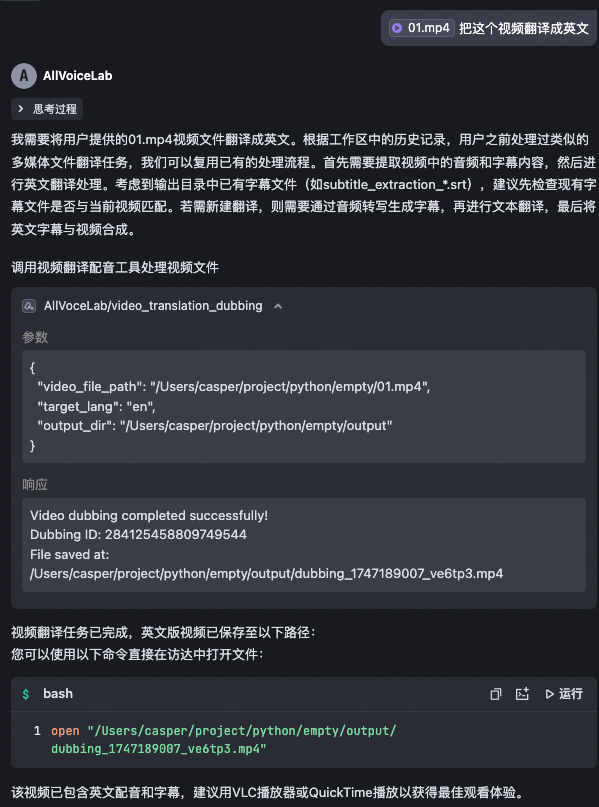 01.mp4 把这个视频翻译成英文
A AllVoiceLab
思考过程
我需要将用户提供的01.mp4视频文件翻译成英文。根据工作区中的历史记录，用户之前处理过类似的
多媒体文件翻译任务，我们可以复用已有的处理流程。首先需要提取视频中的音频和字幕内容，然后进
行英文翻译处理。考虑到输出目录中已有字幕文件（如subtitle_extraction_*.srt），建议先检查现有字
幕文件是否与当前视频匹配。若需新建翻译，则需要通过音频转写生成字幕，再进行文本翻译，最后将
英文字幕与视频合成。
调用视频翻译配音工具处理视频文件
AllVoceLab/video_translation_dubbing
参数
{
"video_file_path": "/Users/casper/project/python/empty/01.mp4",
"target_lang": "en",
"output_dir": "/Users/casper/project/python/empty/output"
}
响应
Video dubbing completed successfully!
Dubbing ID: 284125458809749544
File saved at:
/Users/casper/project/python/empty/output/dubbing_1747189007_ve6tp3.mp4
视频翻译任务已完成，英文版视频已保存至以下路径：
您可以使用以下命令直接在访达中打开文件：
$ bash 运行
1 open "/Users/casper/project/python/empty/output/
dubbing_1747189007_ve6tp3.mp4"
该视频已包含英文配音和字幕，建议用VLC播放器或QuickTime播放以获得最佳观看体验。